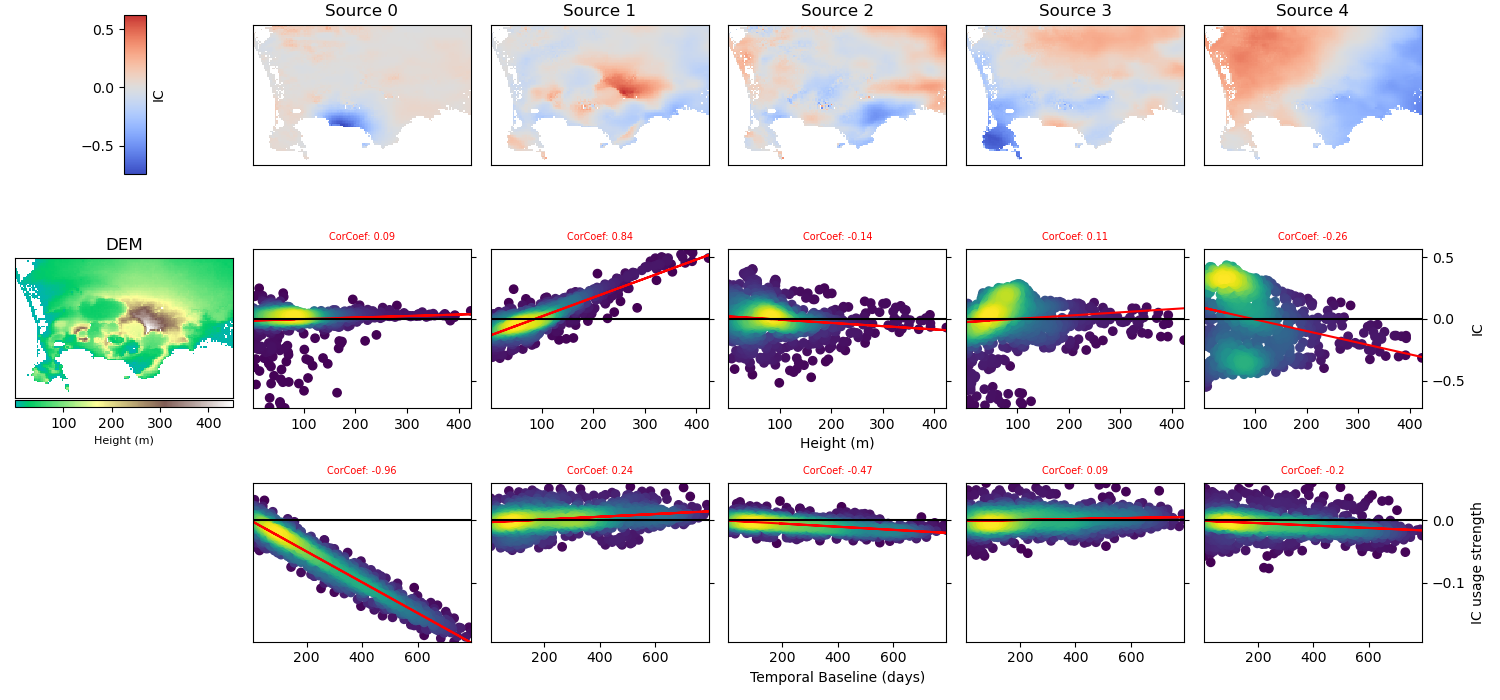 Source 0 Source 1 Source 2 Source 3 Source 4
0.5
0.0
−0.5
IC
CorCoef: 0.09 CorCoef: 0.84 CorCoef: -0.14 CorCoef: 0.11 CorCoef: -0.26
DEM
100 200 300 400
Height (m)
0.5
0.0
−0.5
IC
0 100 200 300 400 0 100 200 300 400 0 100 200 300 400 0 100 200 300 400 0 100 200 300 400
Height (m)
CorCoef: -0.96 CorCoef: 0.24 CorCoef: -0.47 CorCoef: 0.09 CorCoef: -0.2
0.0
−0.1
IC usage strength
200 400 600 200 400 600 200 400 600 200 400 600 200 400 600
Temporal Baseline (days)